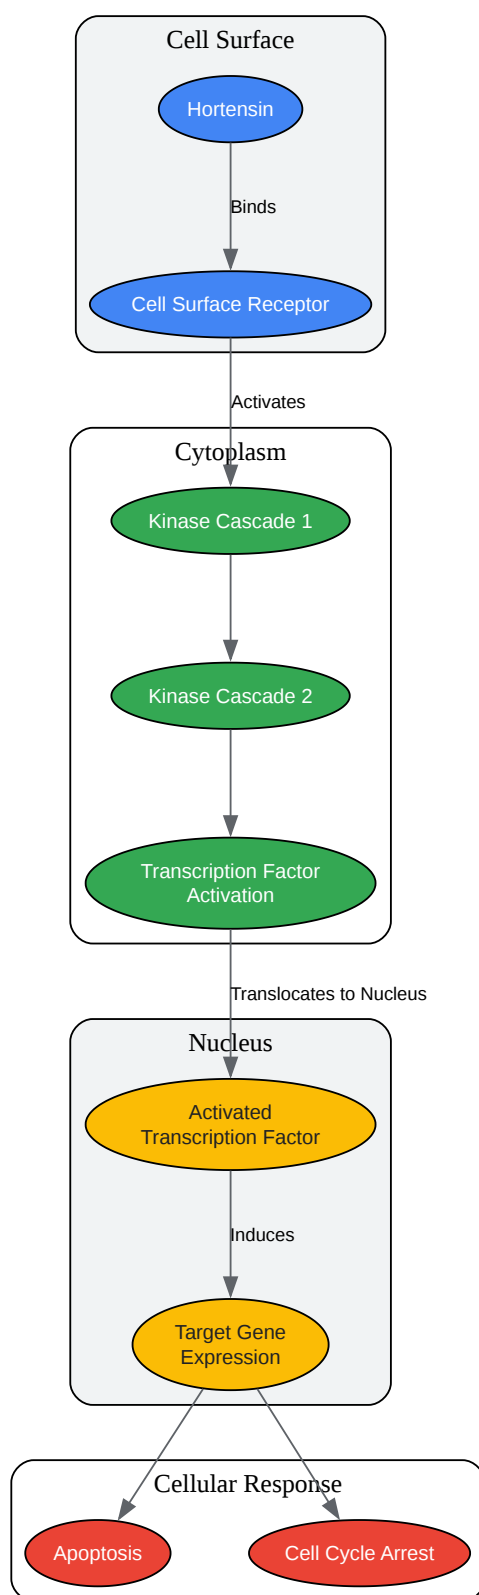 Cell Surface
Hortensin
Binds
Cell Surface Receptor
Activates
Cytoplasm
Kinase Cascade 1
Kinase Cascade 2
Transcription Factor
Activation
Translocates to Nucleus
Nucleus
Activated
Transcription Factor
Induces
Target Gene
Expression
Cellular Response
Apoptosis
Cell Cycle Arrest